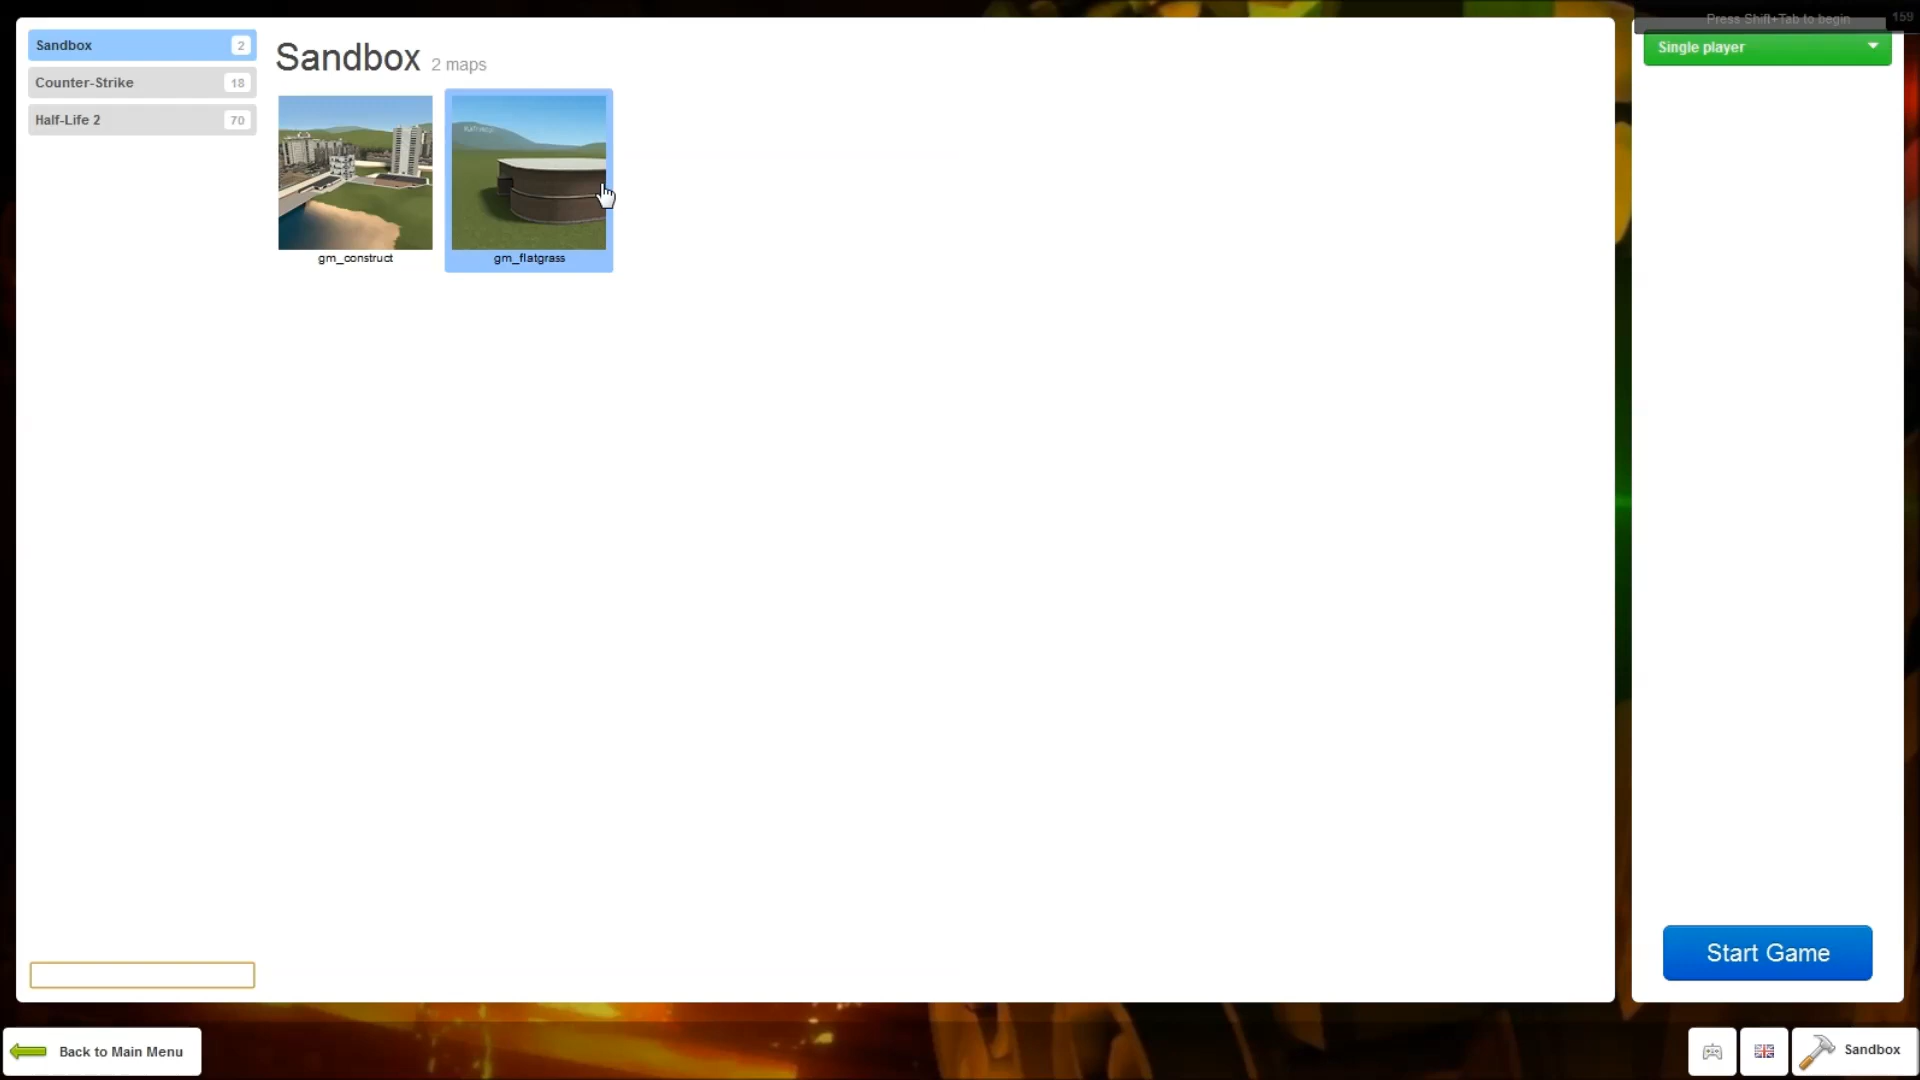 Press Shift+Tab to begin
159
Sandbox 2
Counter-Strike 18
Half-Life 2 70
Sandbox 2 maps
gm_construct
gm_flatgrass
Single player
Start Game
Back to Main Menu
Sandbox